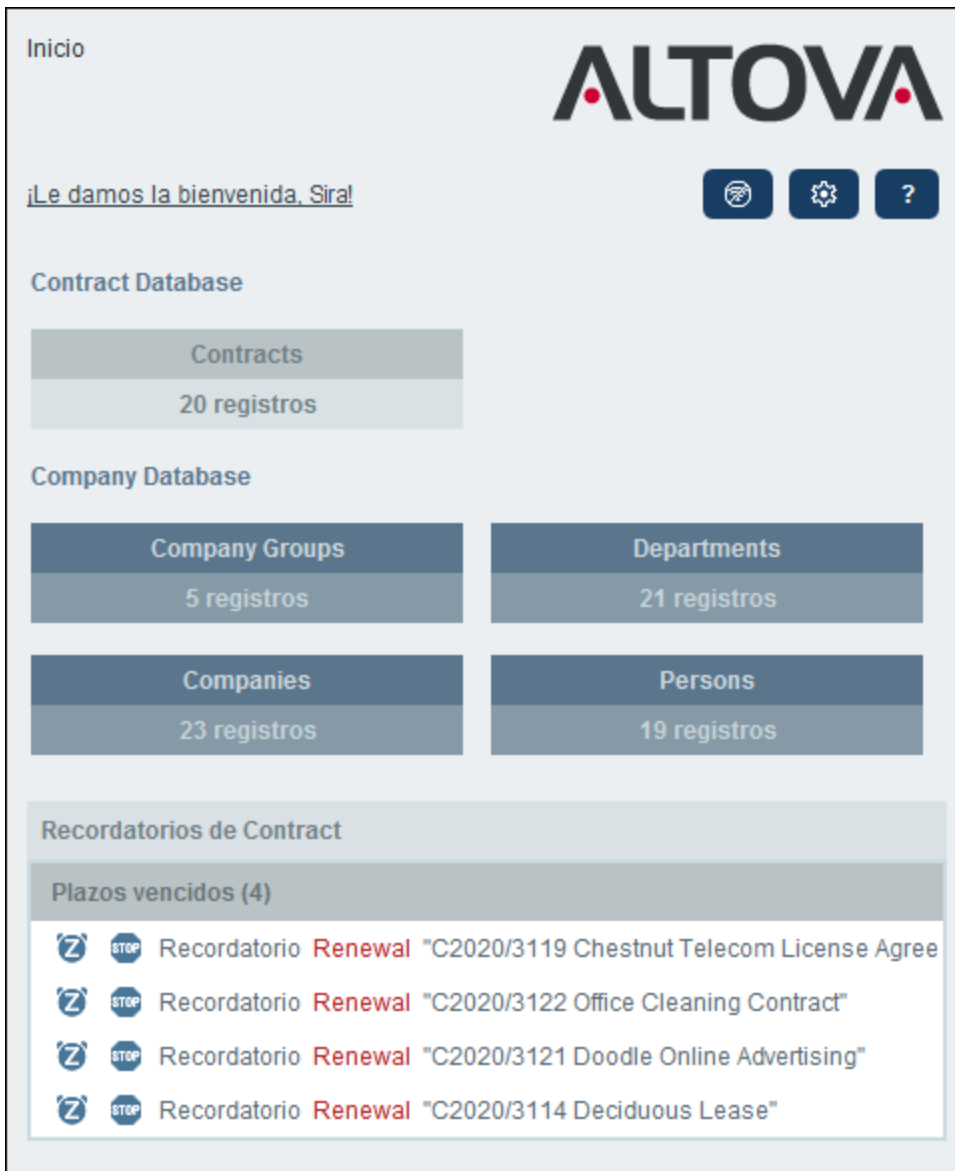 Inicio
ALTOVA
¡Le damos la bienvenida, Sira!
?
Contract Database
Contracts
20 registros
Company Database
Company Groups
Departments
5 registros
21 registros
Companies
Persons
23 registros
19 registros
Recordatorios de Contract
Plazos vencidos (4)
Z STOP Recordatorio Renewal "C2020/3119 Chestnut Telecom License Agree
Z STOP Recordatorio Renewal "C2020/3122 Office Cleaning Contract"
Z STOP Recordatorio Renewal "C2020/3121 Doodle Online Advertising"
Z STOP Recordatorio Renewal "C2020/3114 Deciduous Lease"